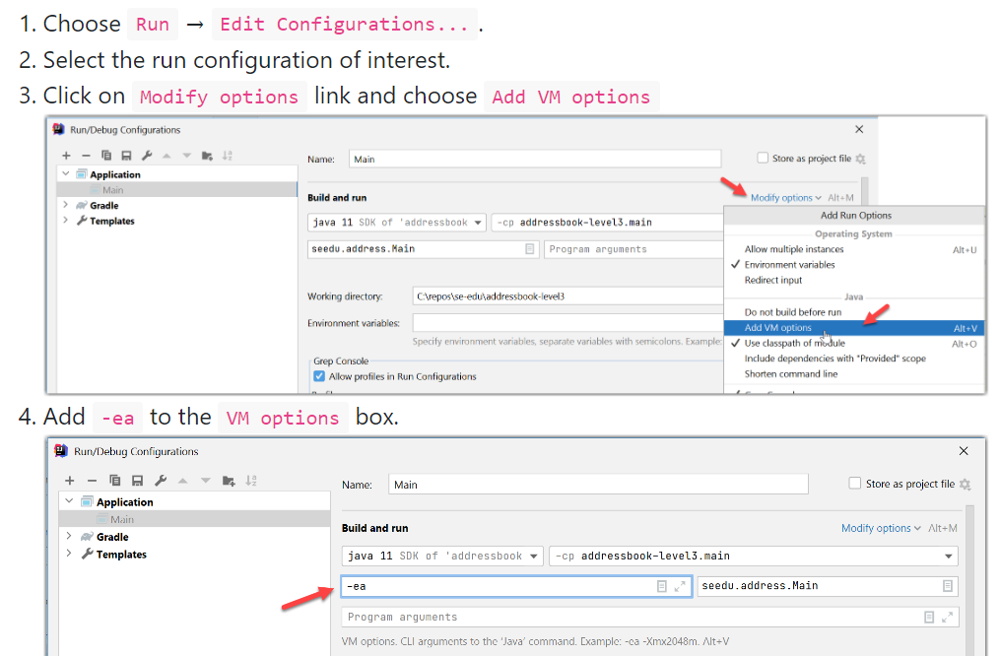 1. Choose Run → Edit Configurations... .
2. Select the run configuration of interest.
3. Click on Modify options link and choose Add VM options
Run/Debug Configurations
Name: Main
Store as project file
Application
Main
Gradle
Templates
Build and run
Modify options Alt+M
java 11 SDK of 'addressbook
-cp addressbook-level3.main
seedu.address.Main
Program arguments
Working directory: C:\repos\se-edu\addressbook-level3
Environment variables:
Specify environment variables, separate variables with semicolons. Example:
Grep Console
Allow profiles in Run Configurations
Add Run Options
Operating System
Allow multiple instances Alt+U
Environment variables
Redirect input
Java
Do not build before run
Add VM options Alt+V
Use classpath of module Alt+O
Include dependencies with "Provided" scope
Shorten command line
4. Add -ea to the VM options box.
Run/Debug Configurations
Name: Main
Store as project file
Application
Main
Gradle
Templates
Build and run
Modify options Alt+M
java 11 SDK of 'addressbook
-cp addressbook-level3.main
-ea
seedu.address.Main
Program arguments
VM options. CLI arguments to the 'Java' command. Example: -ea -Xmx2048m. Alt+V